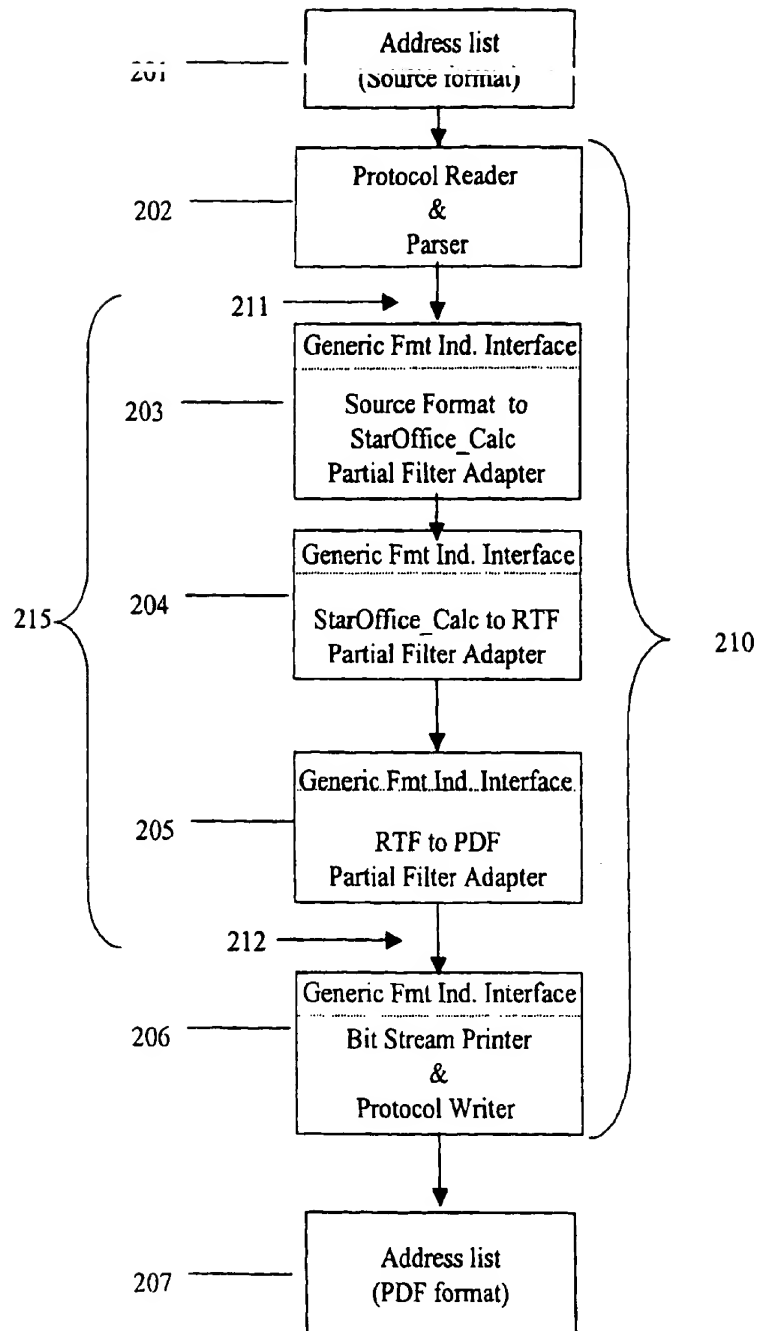 Address list
201
(Source format)
Protocol Reader
&
Parser
202
211
Generic Fmt Ind. Interface
203
Source Format to
StarOffice_Calc
Partial Filter Adapter
Generic Fmt Ind. Interface
204
StarOffice_Calc to RTF
Partial Filter Adapter
215
210
Generic Fmt Ind. Interface
205
RTF to PDF
Partial Filter Adapter
212
Generic Fmt Ind. Interface
206
Bit Stream Printer
&
Protocol Writer
207
Address list
(PDF format)